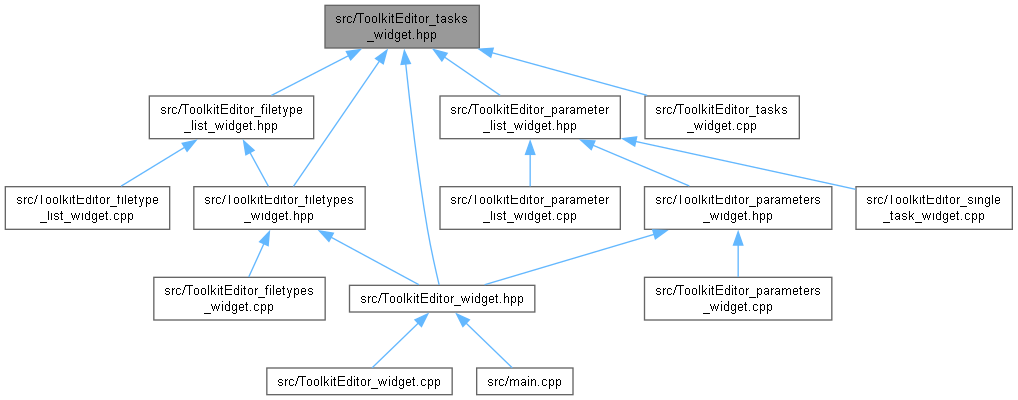 src/ToolkitEditor_tasks
_widget.hpp
src/ToolkitEditor_filetype
_list_widget.hpp
src/ToolkitEditor_parameter
_list_widget.hpp
src/ToolkitEditor_tasks
_widget.cpp
src/ToolkitEditor_filetype
_list_widget.cpp
src/ToolkitEditor_filetypes
_widget.hpp
src/ToolkitEditor_parameter
_list_widget.cpp
src/ToolkitEditor_parameters
_widget.hpp
src/ToolkitEditor_single
_task_widget.cpp
src/ToolkitEditor_filetypes
_widget.cpp
src/ToolkitEditor_widget.hpp
src/ToolkitEditor_parameters
_widget.cpp
src/ToolkitEditor_widget.cpp
src/main.cpp